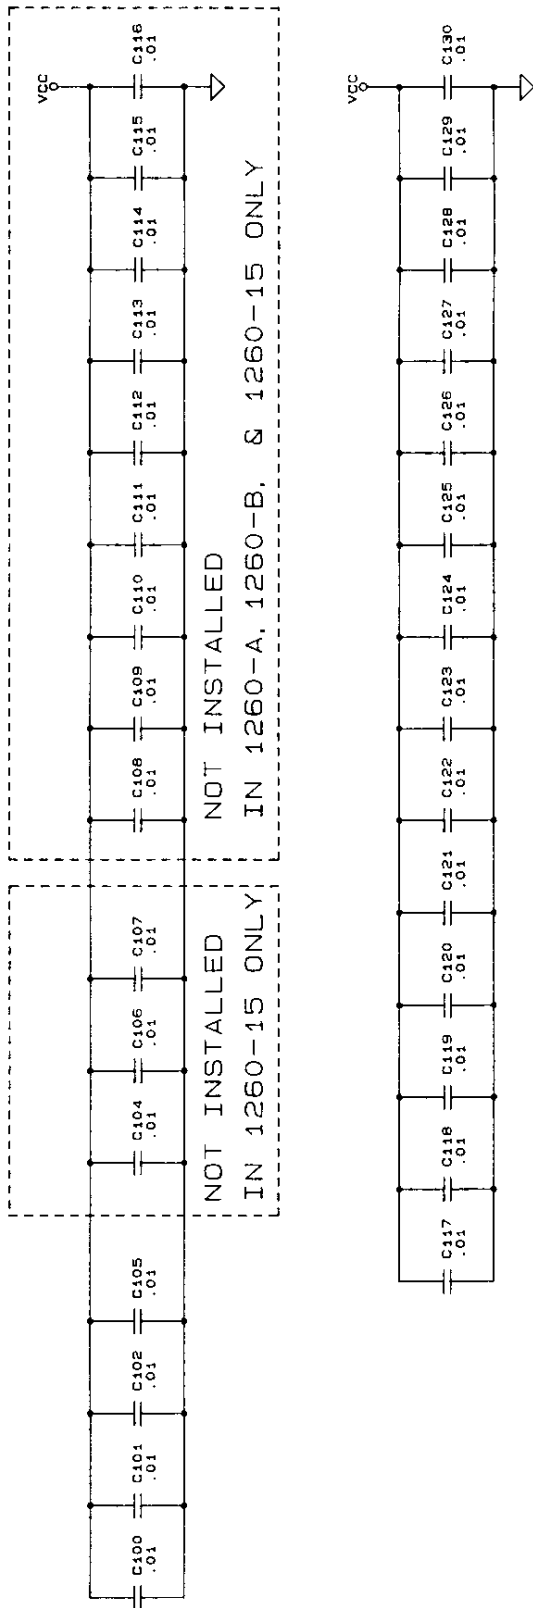 VCC
C100
.01
C101
.01
C102
.01
C105
.01
C104
.01
C106
.01
C107
.01
C108
.01
C109
.01
C110
.01
C111
.01
C112
.01
C113
.01
C114
.01
C115
.01
C116
.01
NOT INSTALLED
IN 1260-15 ONLY
NOT INSTALLED
IN 1260-A, 1260-B, & 1260-15 ONLY
VCC
C117
.01
C118
.01
C119
.01
C120
.01
C121
.01
C122
.01
C123
.01
C124
.01
C125
.01
C126
.01
C127
.01
C128
.01
C129
.01
C130
.01